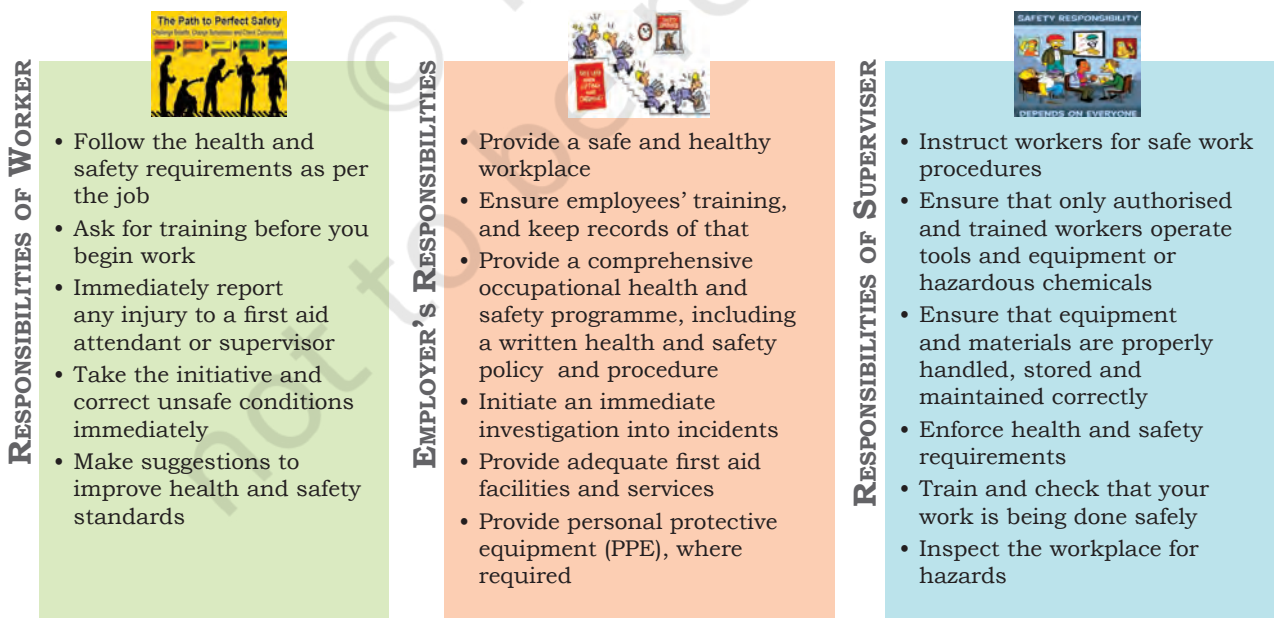 RESPONSIBILITIES OF WORKER
The Path to Perfect Safety
• Follow the health and
safety requirements as per
the job
• Ask for training before you
begin work
• Immediately report
any injury to a first aid
attendant or supervisor
• Take the initiative and
correct unsafe conditions
immediately
• Make suggestions to
improve health and safety
standards
EMPLOYER'S RESPONSIBILITIES
• Provide a safe and healthy
workplace
• Ensure employees' training,
and keep records of that
• Provide a comprehensive
occupational health and
safety programme, including
a written health and safety
policy and procedure
• Initiate an immediate
investigation into incidents
• Provide adequate first aid
facilities and services
• Provide personal protective
equipment (PPE), where
required
RESPONSIBILITIES OF SUPERVISER
SAFETY RESPONSIBILITY
DEPENDS ON EVERYONE
• Instruct workers for safe work
procedures
• Ensure that only authorised
and trained workers operate
tools and equipment or
hazardous chemicals
• Ensure that equipment
and materials are properly
handled, stored and
maintained correctly
• Enforce health and safety
requirements
• Train and check that your
work is being done safely
• Inspect the workplace for
hazards
©
not to be re